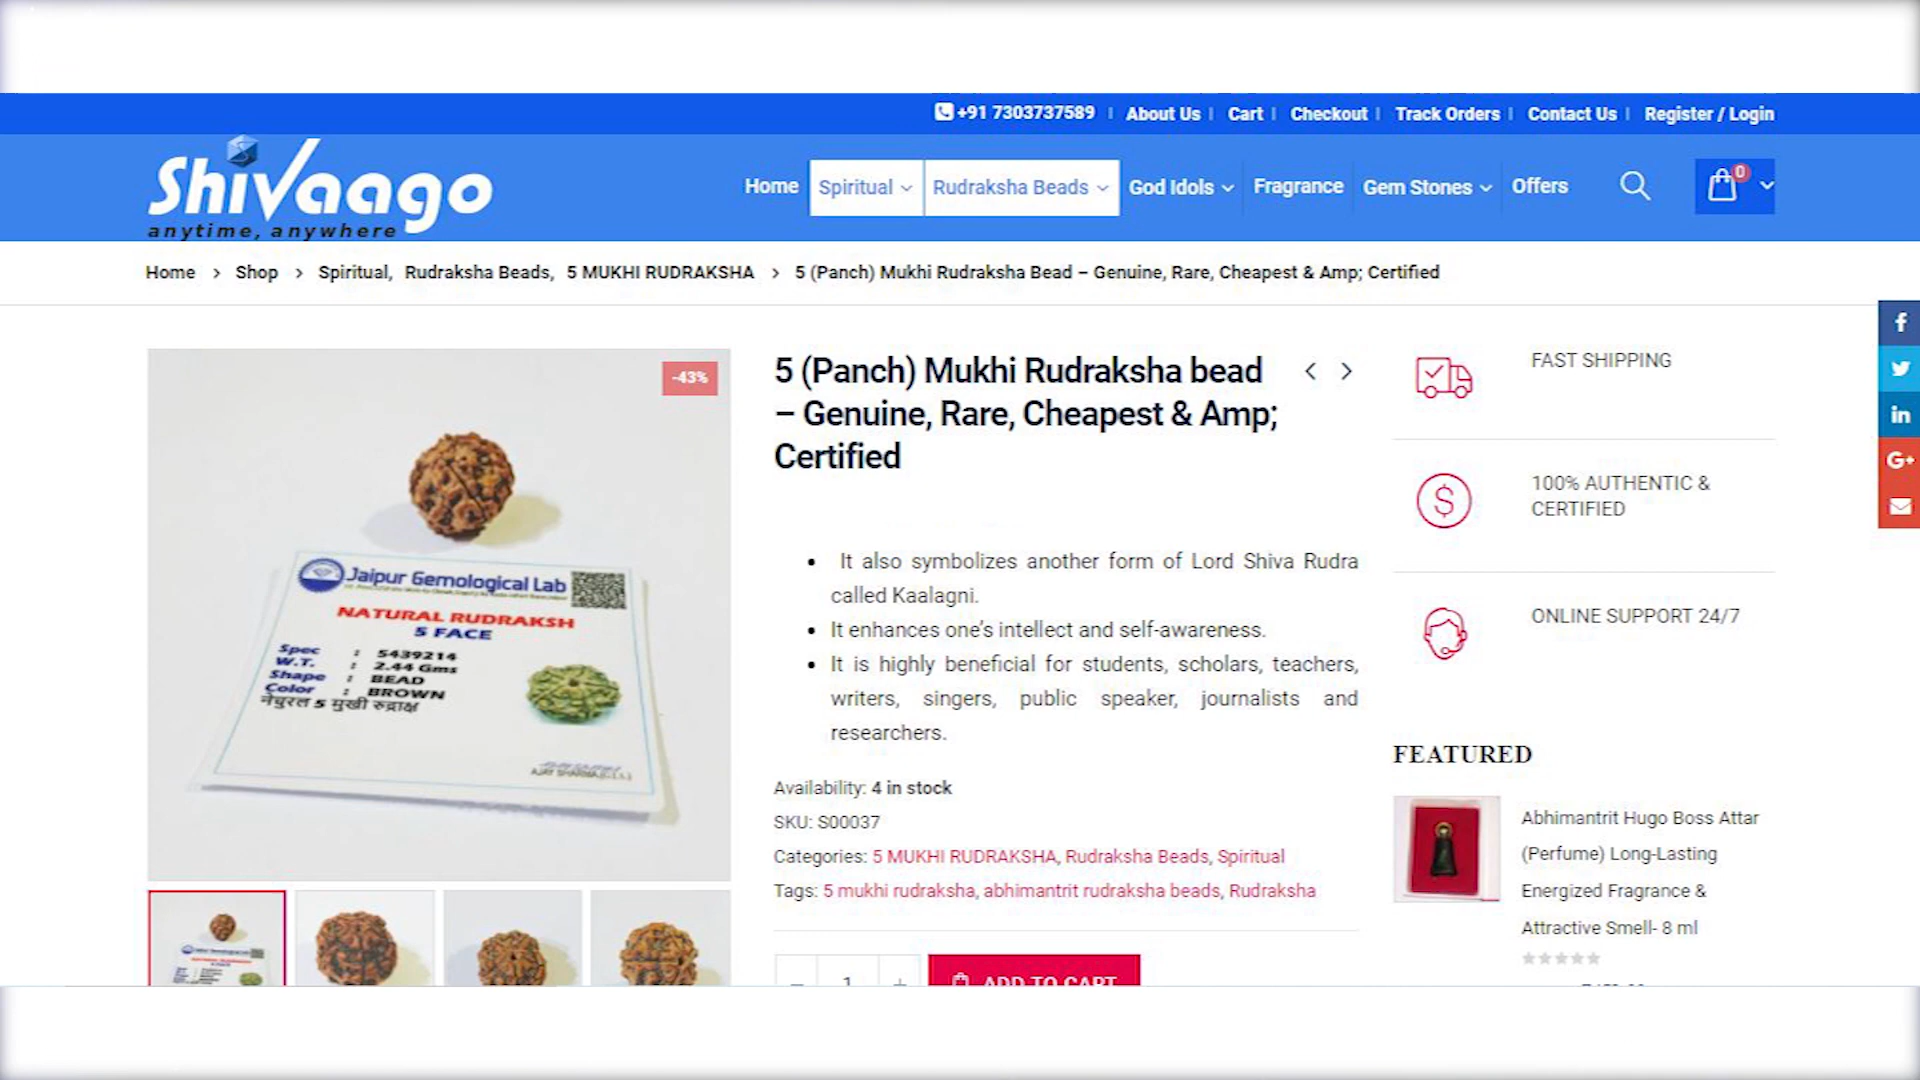 +91 7303737589 | About Us | Cart | Checkout | Track Orders | Contact Us | Register / Login
Shivaago
anytime, anywhere
Home Spiritual Rudraksha Beads God Idols Fragrance Gem Stones Offers 0
Home > Shop > Spiritual, Rudraksha Beads, 5 MUKHI RUDRAKSHA > 5 (Panch) Mukhi Rudraksha Bead – Genuine, Rare, Cheapest & Amp; Certified
-43%
Jaipur Gemological Lab
NATURAL RUDRAKSH
5 FACE
Spec : 5439214
W.T. : 2.44 Gms
Shape : BEAD
Color : BROWN
नेचुरल 5 मुखी रुद्राक्ष
5 (Panch) Mukhi Rudraksha bead
– Genuine, Rare, Cheapest & Amp;
Certified
It also symbolizes another form of Lord Shiva Rudra
called Kaalagni.
It enhances one's intellect and self-awareness.
It is highly beneficial for students, scholars, teachers,
writers, singers, public speaker, journalists and
researchers.
Availability: 4 in stock
SKU: S00037
Categories: 5 MUKHI RUDRAKSHA, Rudraksha Beads, Spiritual
Tags: 5 mukhi rudraksha, abhimantrit rudraksha beads, Rudraksha
- 1 +
ADD TO CART
FAST SHIPPING
100% AUTHENTIC &
CERTIFIED
ONLINE SUPPORT 24/7
FEATURED
Abhimantrit Hugo Boss Attar
(Perfume) Long-Lasting
Energized Fragrance &
Attractive Smell- 8 ml
f
in
G+